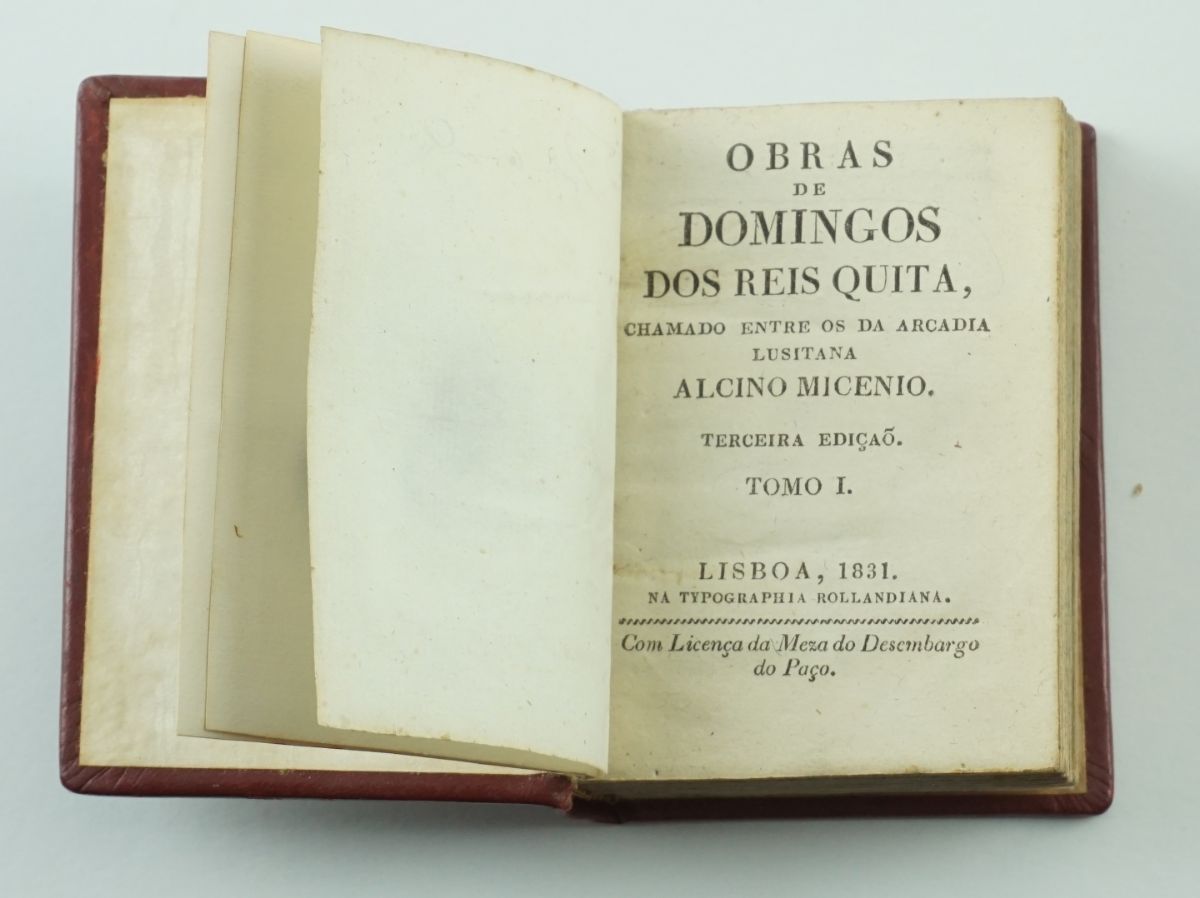 OBRAS
DE
DOMINGOS
DOS REIS QUITA,
CHAMADO ENTRE OS DA ARCADIA
LUSITANA
ALCINO MICENIO.
TERCEIRA EDIÇAÕ.
TOMO I.
LISBOA, 1831.
NA TYPOGRAPHIA ROLLANDIANA.
Com Licença da Meza do Desembargo
do Paço.